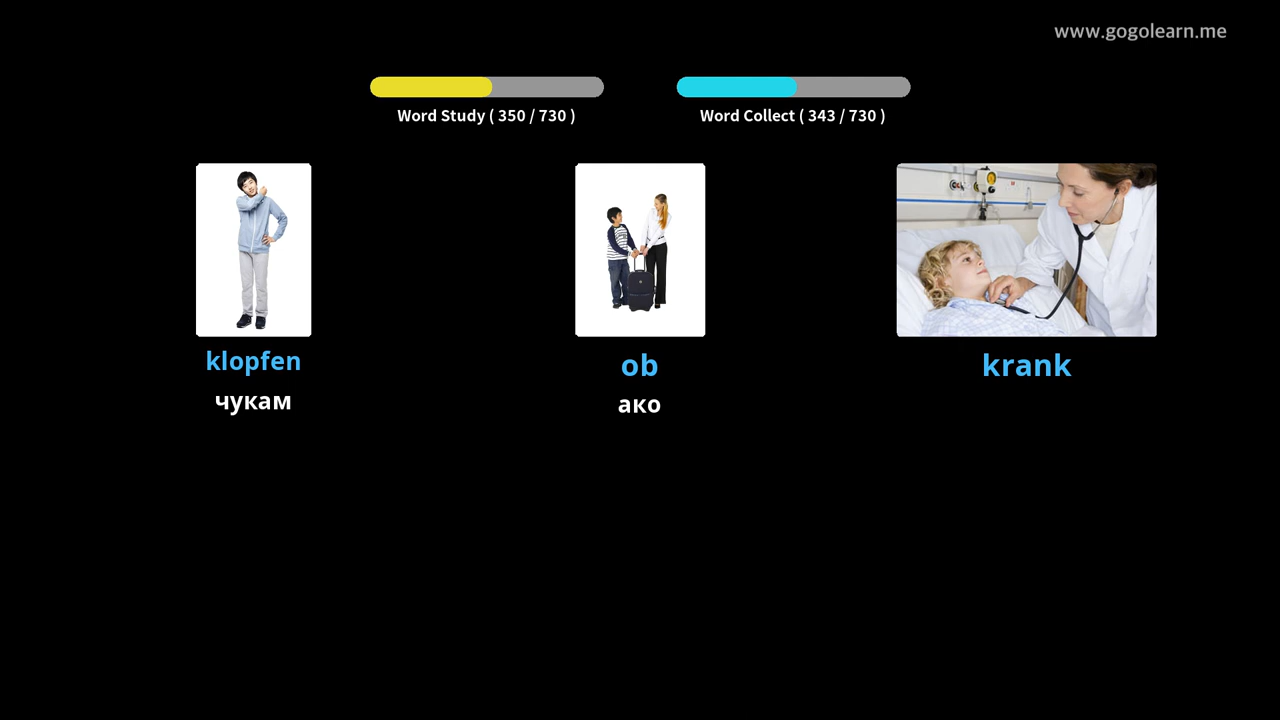 www.gogolearn.me
Word Study ( 350 / 730 )
Word Collect ( 343 / 730 )
klopfen
чукам
ob
ако
krank